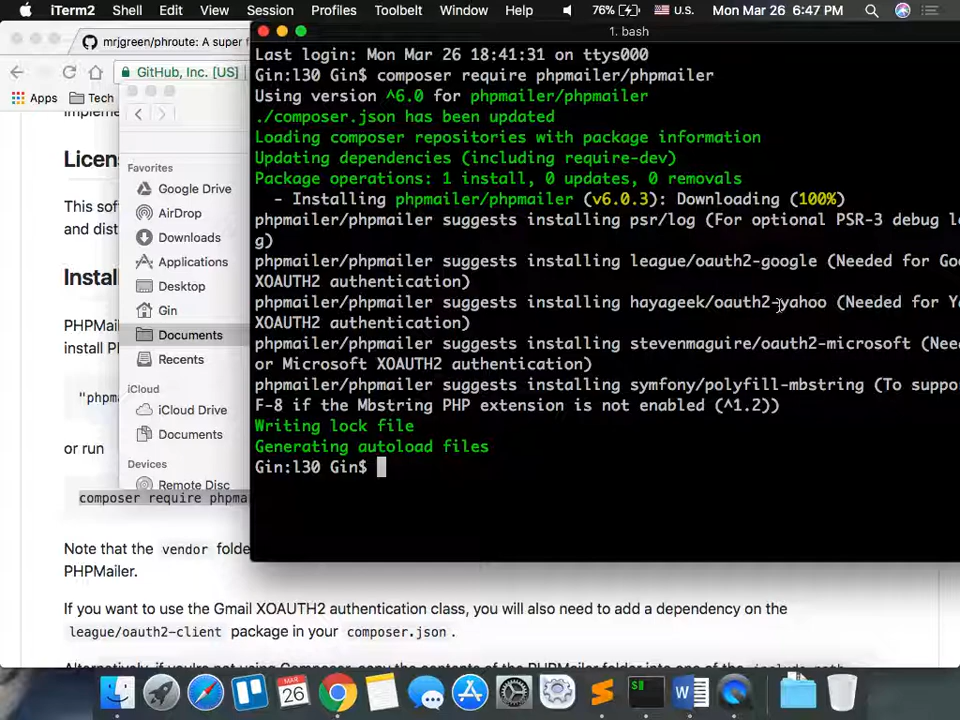 iTerm2 Shell Edit View Session Scripts Profiles Toolbelt Window Help 76% U.S. Mon Mar 26 6:47 PM
mrjgreen/phroute: A super f
1. bash
GitHub, Inc. [US]
Apps Tech
Licens
This sof
and dist
Instal
PHPMai
install P
"phpm
or run
composer require phpma
Note that the vendor folde
PHPMailer.
If you want to use the Gmail XOAUTH2 authentication class, you will also need to add a dependency on the
league/oauth2-client package in your composer.json.
Favorites
Google Drive
AirDrop
Downloads
Applications
Desktop
Gin
Documents
Recents
iCloud
iCloud Drive
Documents
Devices
Remote Disc
Last login: Mon Mar 26 18:41:31 on ttys000
Gin:l30 Gin$ composer require phpmailer/phpmailer
Using version ^6.0 for phpmailer/phpmailer
./composer.json has been updated
Loading composer repositories with package information
Updating dependencies (including require-dev)
Package operations: 1 install, 0 updates, 0 removals
- Installing phpmailer/phpmailer (v6.0.3): Downloading (100%)
phpmailer/phpmailer suggests installing psr/log (For optional PSR-3 debug lo
g)
phpmailer/phpmailer suggests installing league/oauth2-google (Needed for Goo
XOAUTH2 authentication)
phpmailer/phpmailer suggests installing hayageek/oauth2-yahoo (Needed for Y
XOAUTH2 authentication)
phpmailer/phpmailer suggests installing stevenmaguire/oauth2-microsoft (Nee
or Microsoft XOAUTH2 authentication)
phpmailer/phpmailer suggests installing symfony/polyfill-mbstring (To suppo
F-8 if the Mbstring PHP extension is not enabled (^1.2))
Writing lock file
Generating autoload files
Gin:l30 Gin$
MAR
26